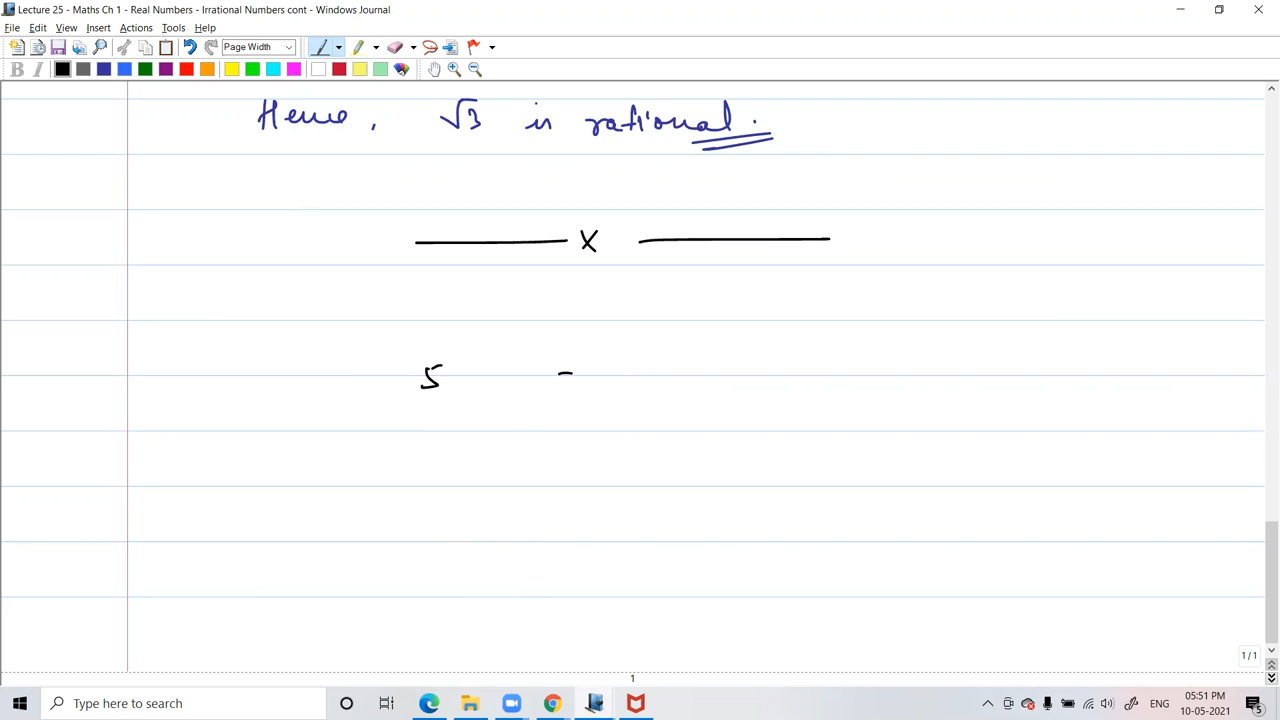 Lecture 25 - Maths Ch 1 - Real Numbers - Irrational Numbers cont - Windows Journal
File Edit View Insert Actions Tools Help
Page Width
B I
Hence, √3 is rational.
X
5 -
1 / 1
1
Type here to search
ENG
05:51 PM
10-05-2021
5